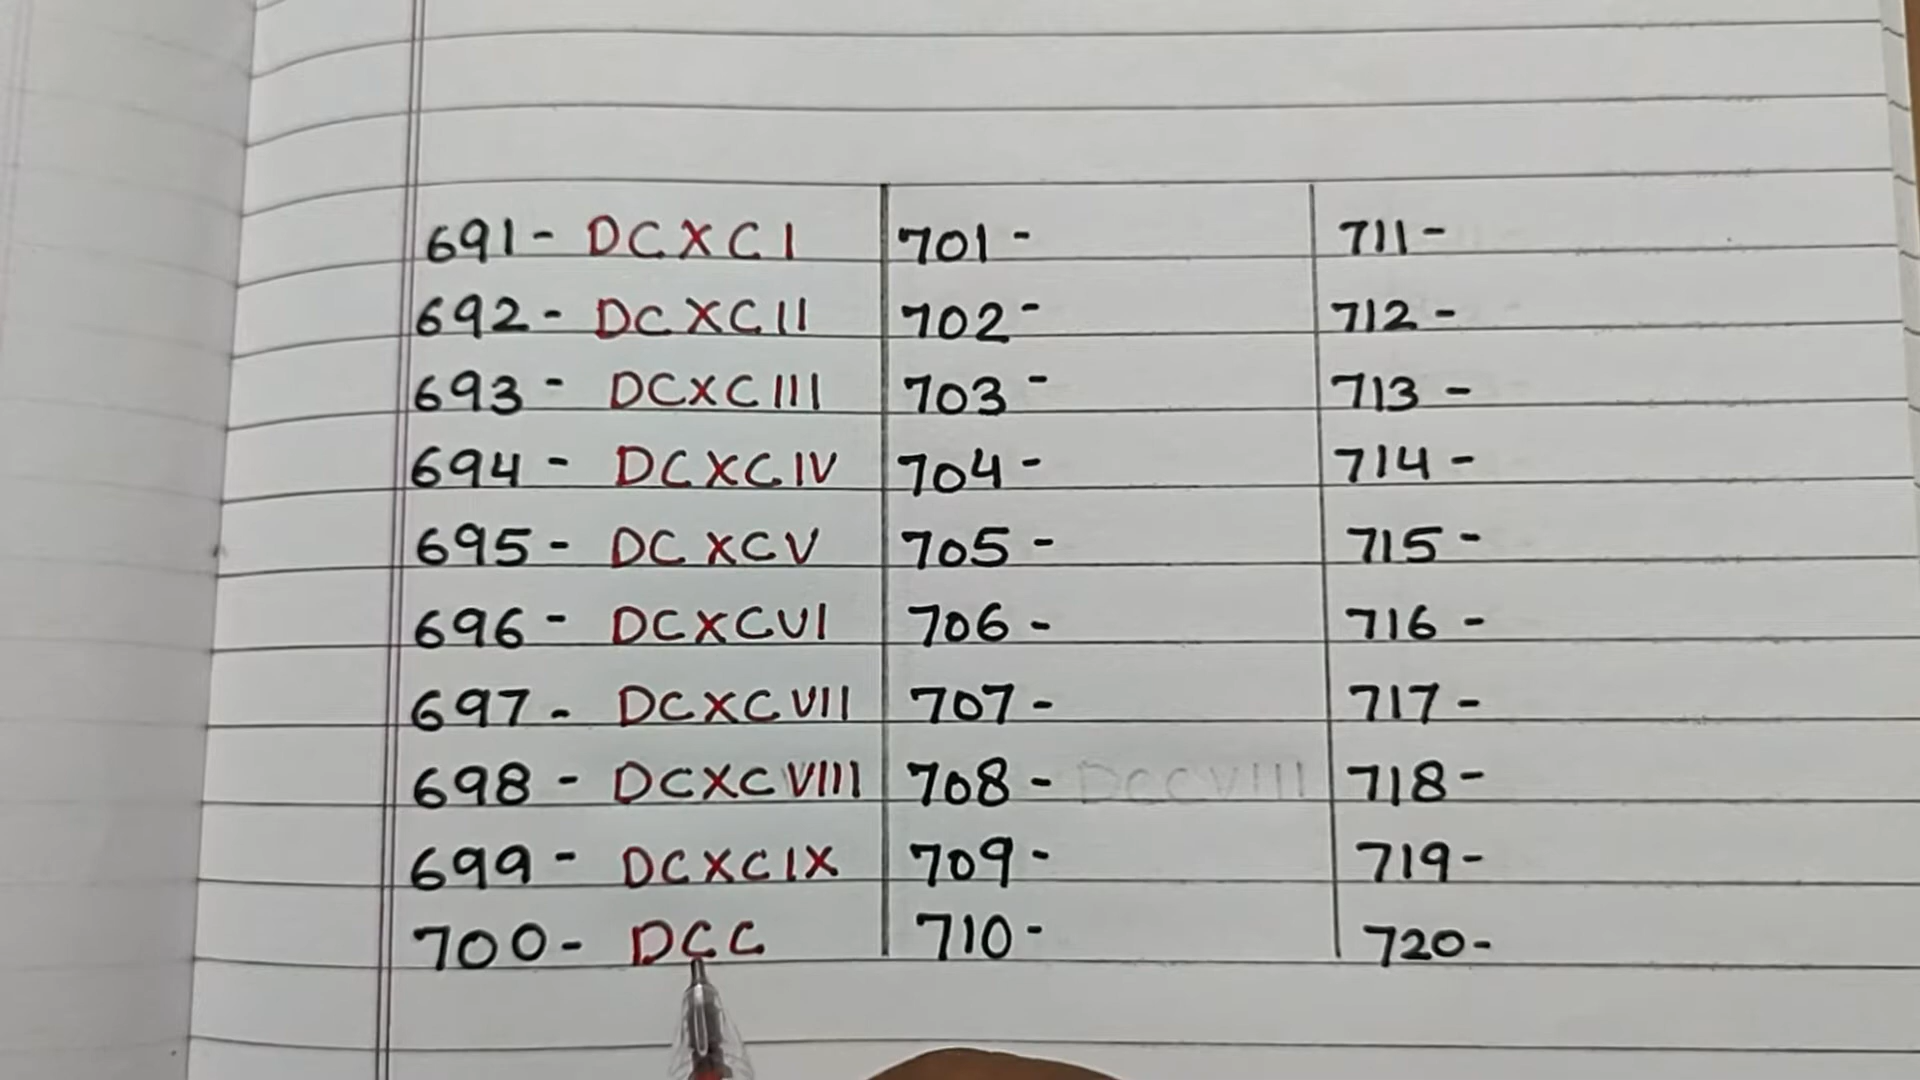 691 - DCXCI 701 - 711 -
692 - DCXCII 702 - 712 -
693 - DCXCIII 703 - 713 -
694 - DCXCIV 704 - 714 -
695 - DCXCV 705 - 715 -
696 - DCXCVI 706 - 716 -
697 - DCXCVII 707 - 717 -
698 - DCXCVIII 708 - DCCVIII 718 -
699 - DCXCIX 709 - 719 -
700 - DCC 710 - 720 -